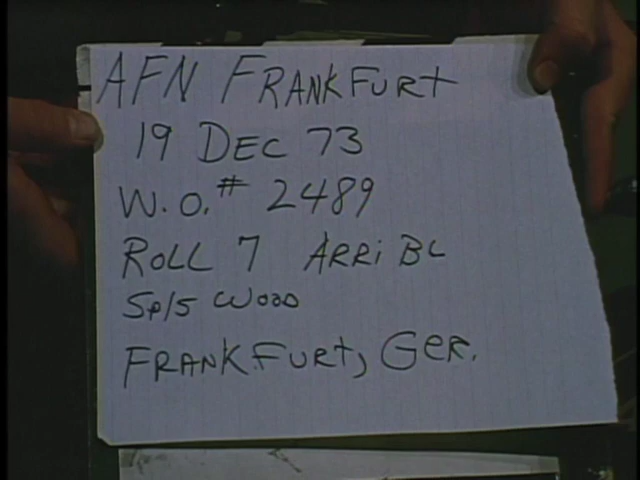 AFN FRANKFURT
19 DEC 73
W.O.# 2489
ROLL 7 ARRi BL
Sp/5 WOOD
FRANKFURT, GER.